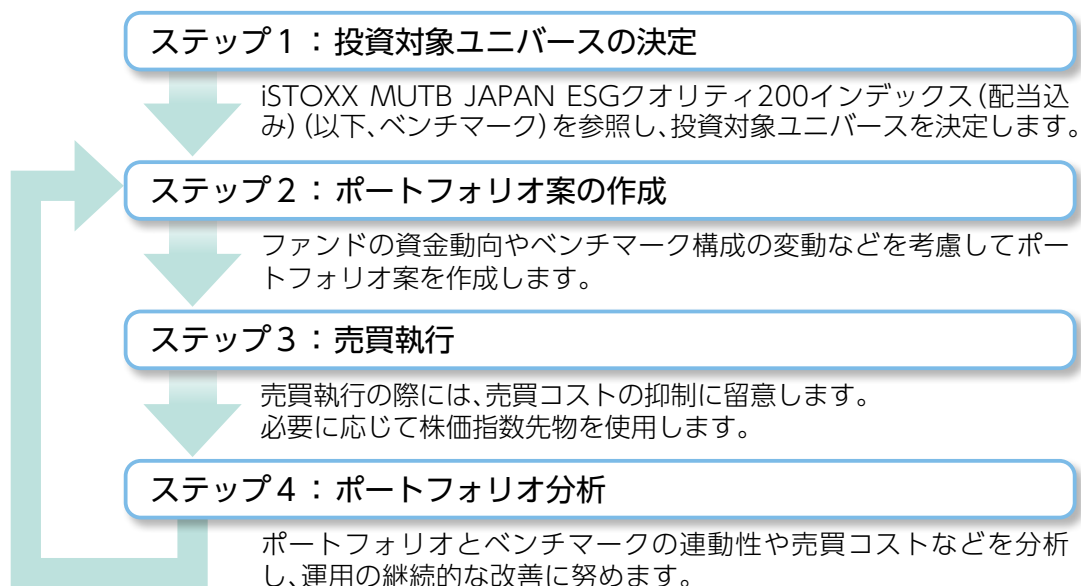 ステップ1：投資対象ユニバースの決定
iSTOXX MUTB JAPAN ESGクオリティ200インデックス（配当込
み）（以下、ベンチマーク）を参照し、投資対象ユニバースを決定します。
ステップ2：ポートフォリオ案の作成
ファンドの資金動向やベンチマーク構成の変動などを考慮してポー
トフォリオ案を作成します。
ステップ3：売買執行
売買執行の際には、売買コストの抑制に留意します。
必要に応じて株価指数先物を使用します。
ステップ4：ポートフォリオ分析
ポートフォリオとベンチマークの連動性や売買コストなどを分析
し、運用の継続的な改善に努めます。